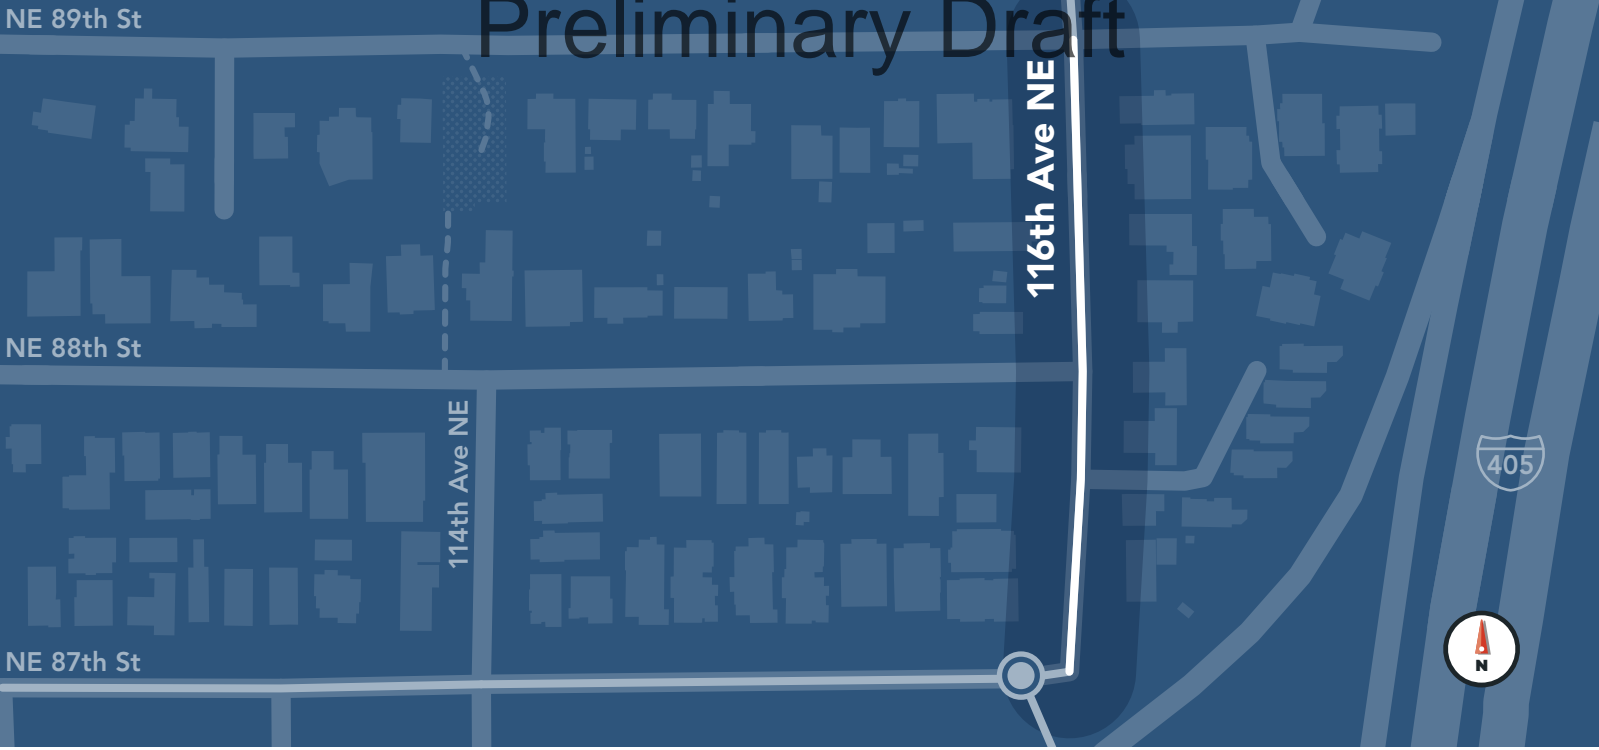 NE 89th St
Preliminary Draft
116th Ave NE
NE 88th St
114th Ave NE
405
NE 87th St
N